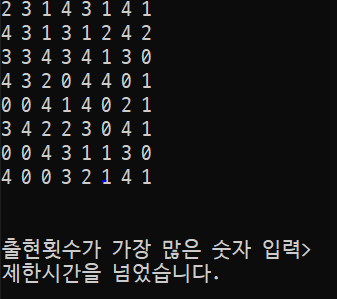 2 3 1 4 3 1 4 1
4 3 1 3 1 2 4 2
3 3 4 3 4 1 3 0
4 3 2 0 4 4 0 1
0 0 4 1 4 0 2 1
3 4 2 2 3 0 4 1
0 0 4 3 1 1 3 0
4 0 0 3 2 1 4 1
출현횟수가 가장 많은 숫자 입력>
제한시간을 넘었습니다.